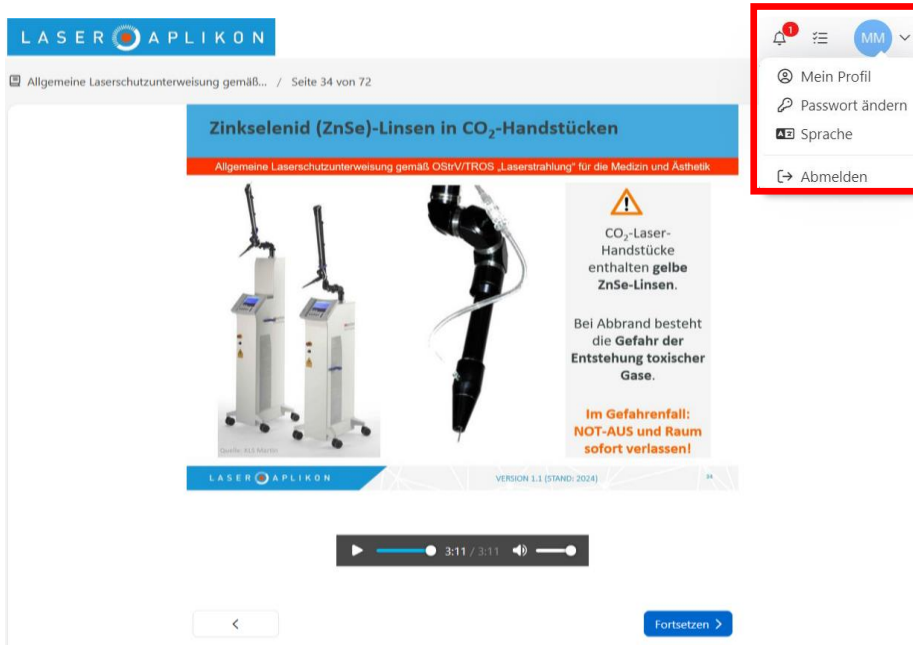 LASER APLIKON
1
MM
Allgemeine Laserschutzunterweisung gemäß... / Seite 34 von 72
Mein Profil
Passwort ändern
Sprache
Abmelden
Zinkselenid (ZnSe)-Linsen in CO₂-Handstücken
Allgemeine Laserschutzunterweisung gemäß OStrV/TROS „Laserstrahlung“ für die Medizin und Ästhetik
CO₂-Laser-
Handstücke
enthalten gelbe
ZnSe-Linsen.
Bei Abbrand besteht
die Gefahr der
Entstehung toxischer
Gase.
Im Gefahrenfall:
NOT-AUS und Raum
sofort verlassen!
Quelle: KLS Martin
LASER APLIKON
VERSION 1.1 (STAND: 2024)
34
3:11 / 3:11
Fortsetzen